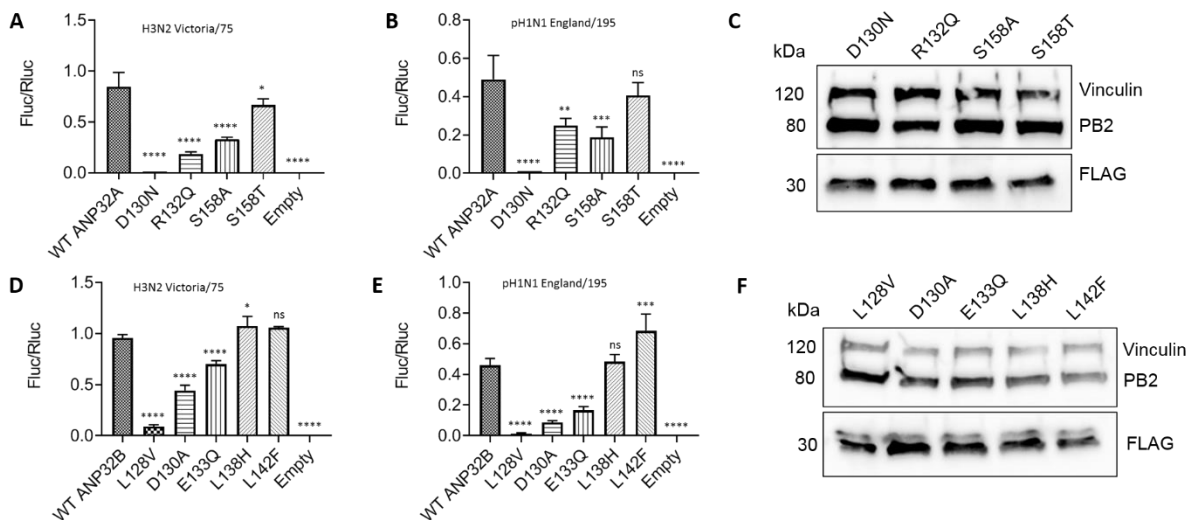 A
H3N2 Victoria/75
Fluc/Rluc
1.5
1.0
0.5
0.0
****
****
****
*
****
WT ANP32A
D130N
R132Q
S158A
S158T
Empty
B
pH1N1 England/195
Fluc/Rluc
0.8
0.6
0.4
0.2
0.0
****
**
***
ns
****
WT ANP32A
D130N
R132Q
S158A
S158T
Empty
C
kDa
D130N
R132Q
S158A
S158T
120
Vinculin
80
PB2
30
FLAG
D
H3N2 Victoria/75
Fluc/Rluc
1.5
1.0
0.5
0.0
****
****
****
*
ns
****
WT ANP32B
L128V
D130A
E133Q
L138H
L142F
Empty
E
pH1N1 England/195
Fluc/Rluc
1.0
0.8
0.6
0.4
0.2
0.0
****
****
****
ns
***
****
WT ANP32B
L128V
D130A
E133Q
L138H
L142F
Empty
F
kDa
L128V
D130A
E133Q
L138H
L142F
120
Vinculin
80
PB2
30
FLAG